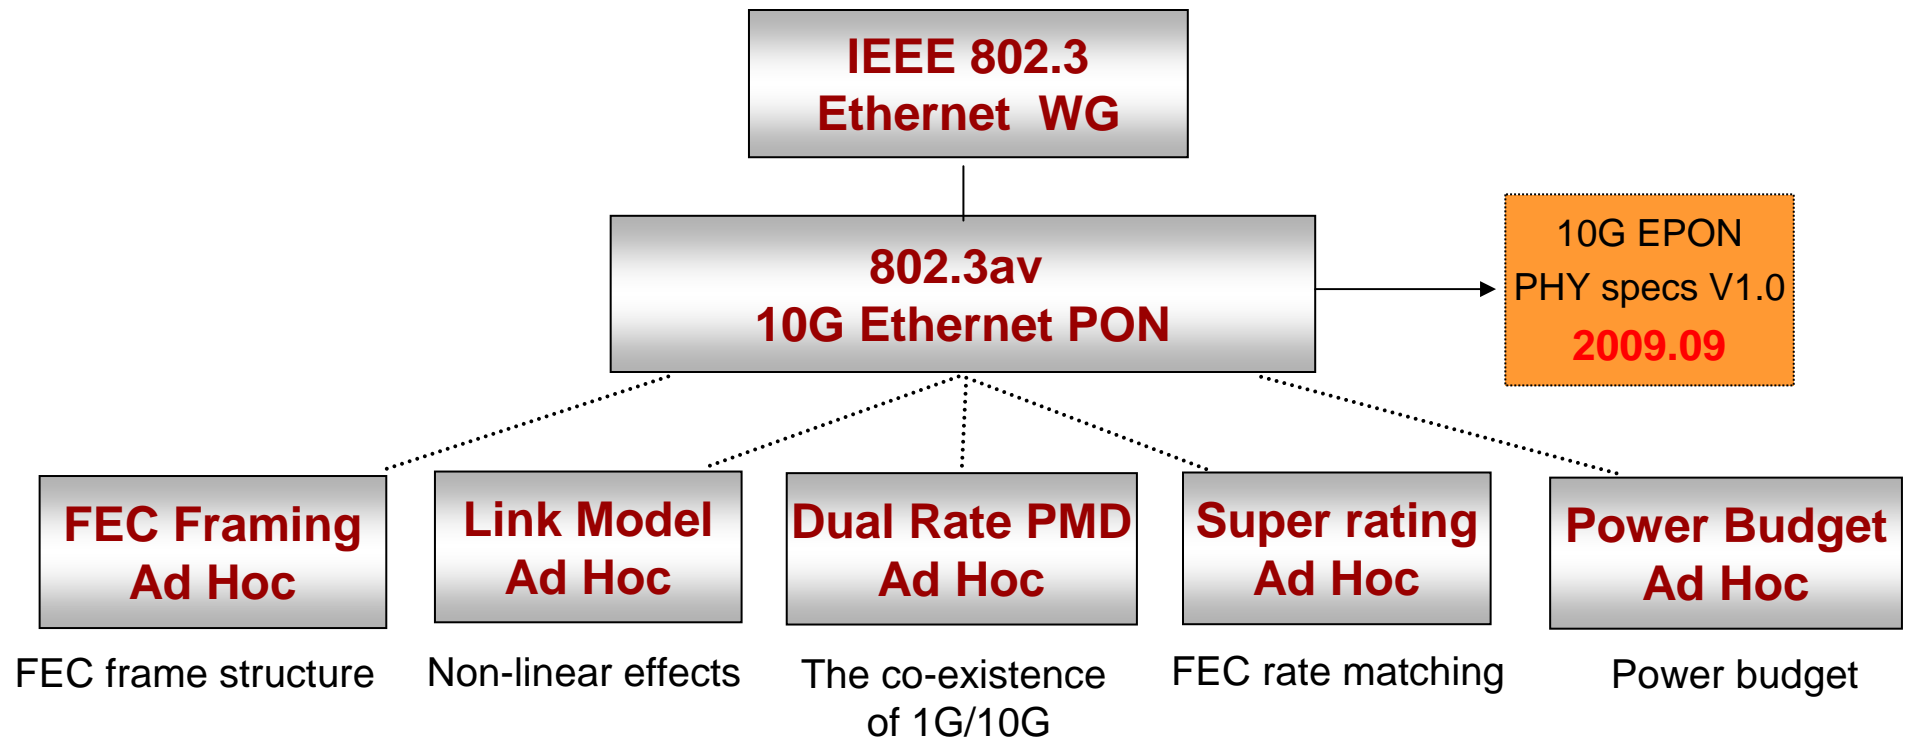 IEEE 802.3
Ethernet  WG
802.3av
10G Ethernet PON
10G EPON
PHY specs V1.0
2009.09
FEC Framing
Ad Hoc
Link Model
Ad Hoc
Dual Rate PMD
Ad Hoc
Super rating
Ad Hoc
Power Budget
Ad Hoc
FEC frame structure
Non-linear effects
The co-existence
of 1G/10G
FEC rate matching
Power budget